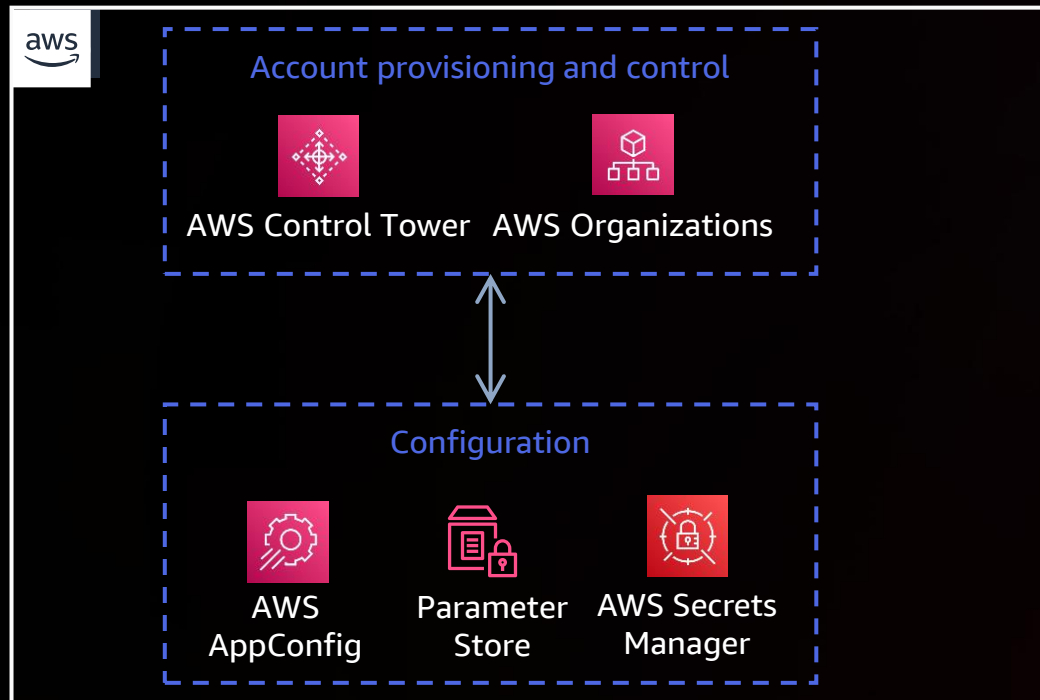 aws
Account provisioning and control
AWS Control Tower
AWS Organizations
Configuration
AWS
AppConfig
Parameter
Store
AWS Secrets
Manager